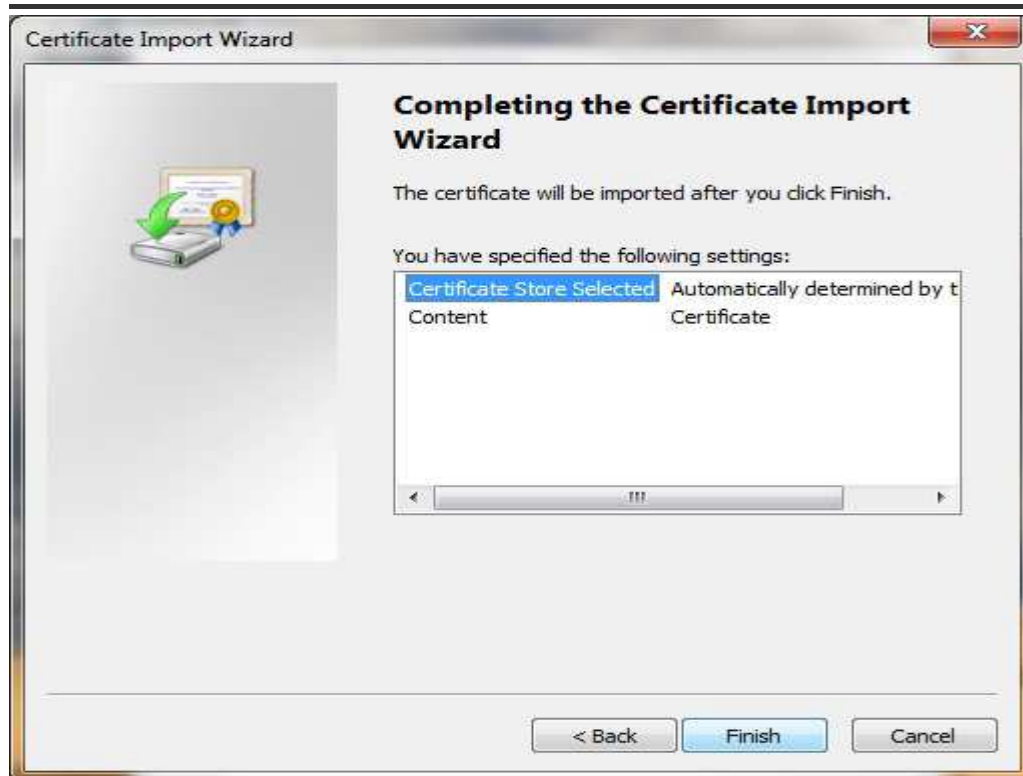 Certificate Import Wizard
Completing the Certificate Import
Wizard
The certificate will be imported after you click Finish.
You have specified the following settings:
Certificate Store Selected Automatically determined by t
Content Certificate
< Back Finish Cancel